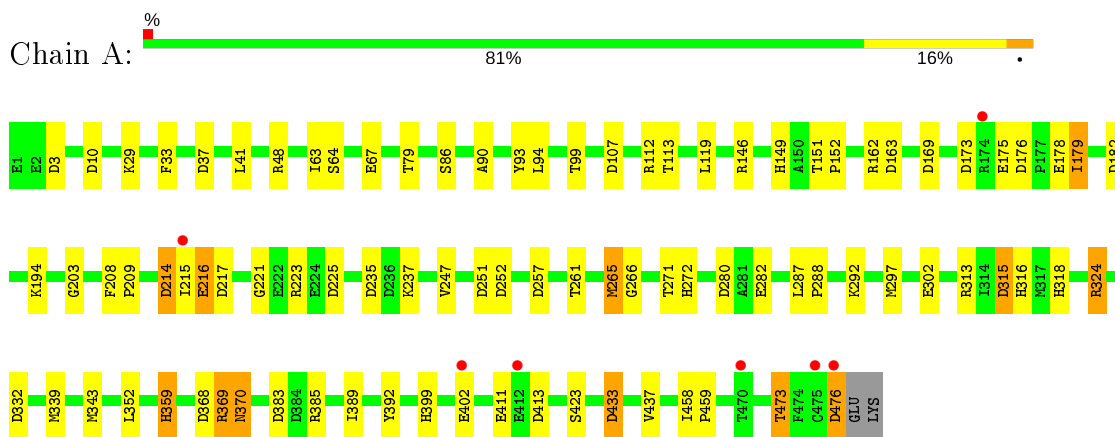 %
Chain A:
81% 16% •
E1 E2 D3 D10 K29 F33 D37 L41 R48 I63 S64 E67 T79 S86 A90 Y93 L94 T99 D107 R112 T113 L119 R146 H149 A150 T151 P152 R162 D163 D169 D173 R174 E175 D176 P177 E178 I179 D182
K194 G203 F208 P209 D214 I215 E216 D217 G221 E222 R223 E224 D225 D235 D236 K237 V247 D251 D252 D257 T261 M265 G266 T271 H272 D280 A281 E282 L287 P288 K292 M297 E302 R313 I314 D315 H316 M317 H318 R324
D332 M339 M343 L352 H359 D368 R369 N370 D383 D384 R385 I389 Y392 H399 E402 E411 E412 D413 S423 D433 V437 I458 P459 T470 T473 F474 C475 D476 GLU LYS